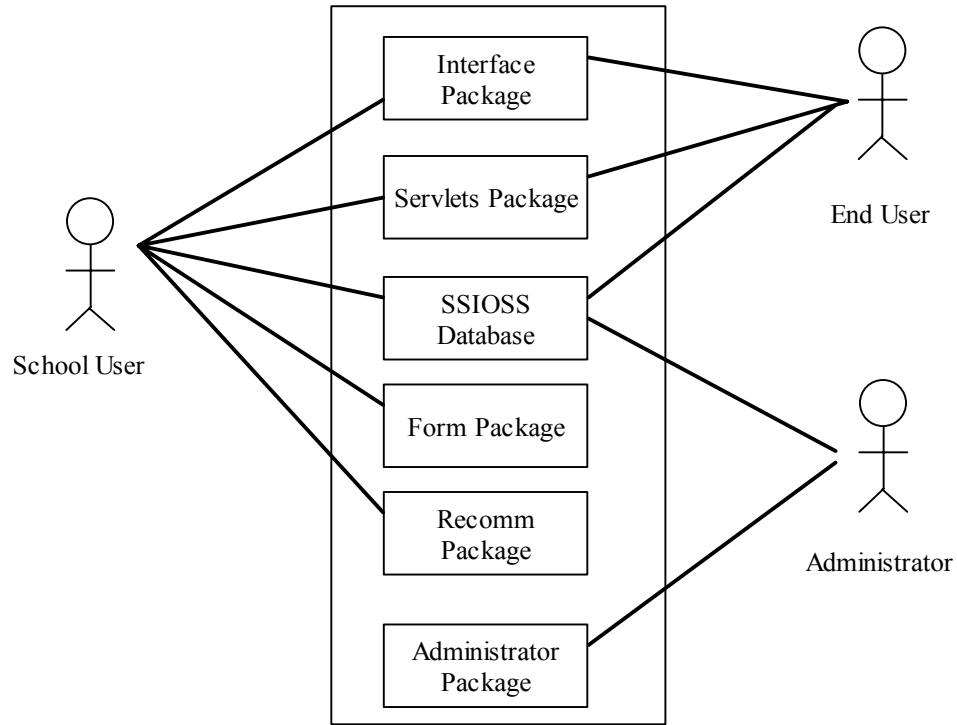 Interface
Package
Servlets Package
End User
SSIOSS
Database
School User
Form Package
Recomm
Package
Administrator
Administrator
Package